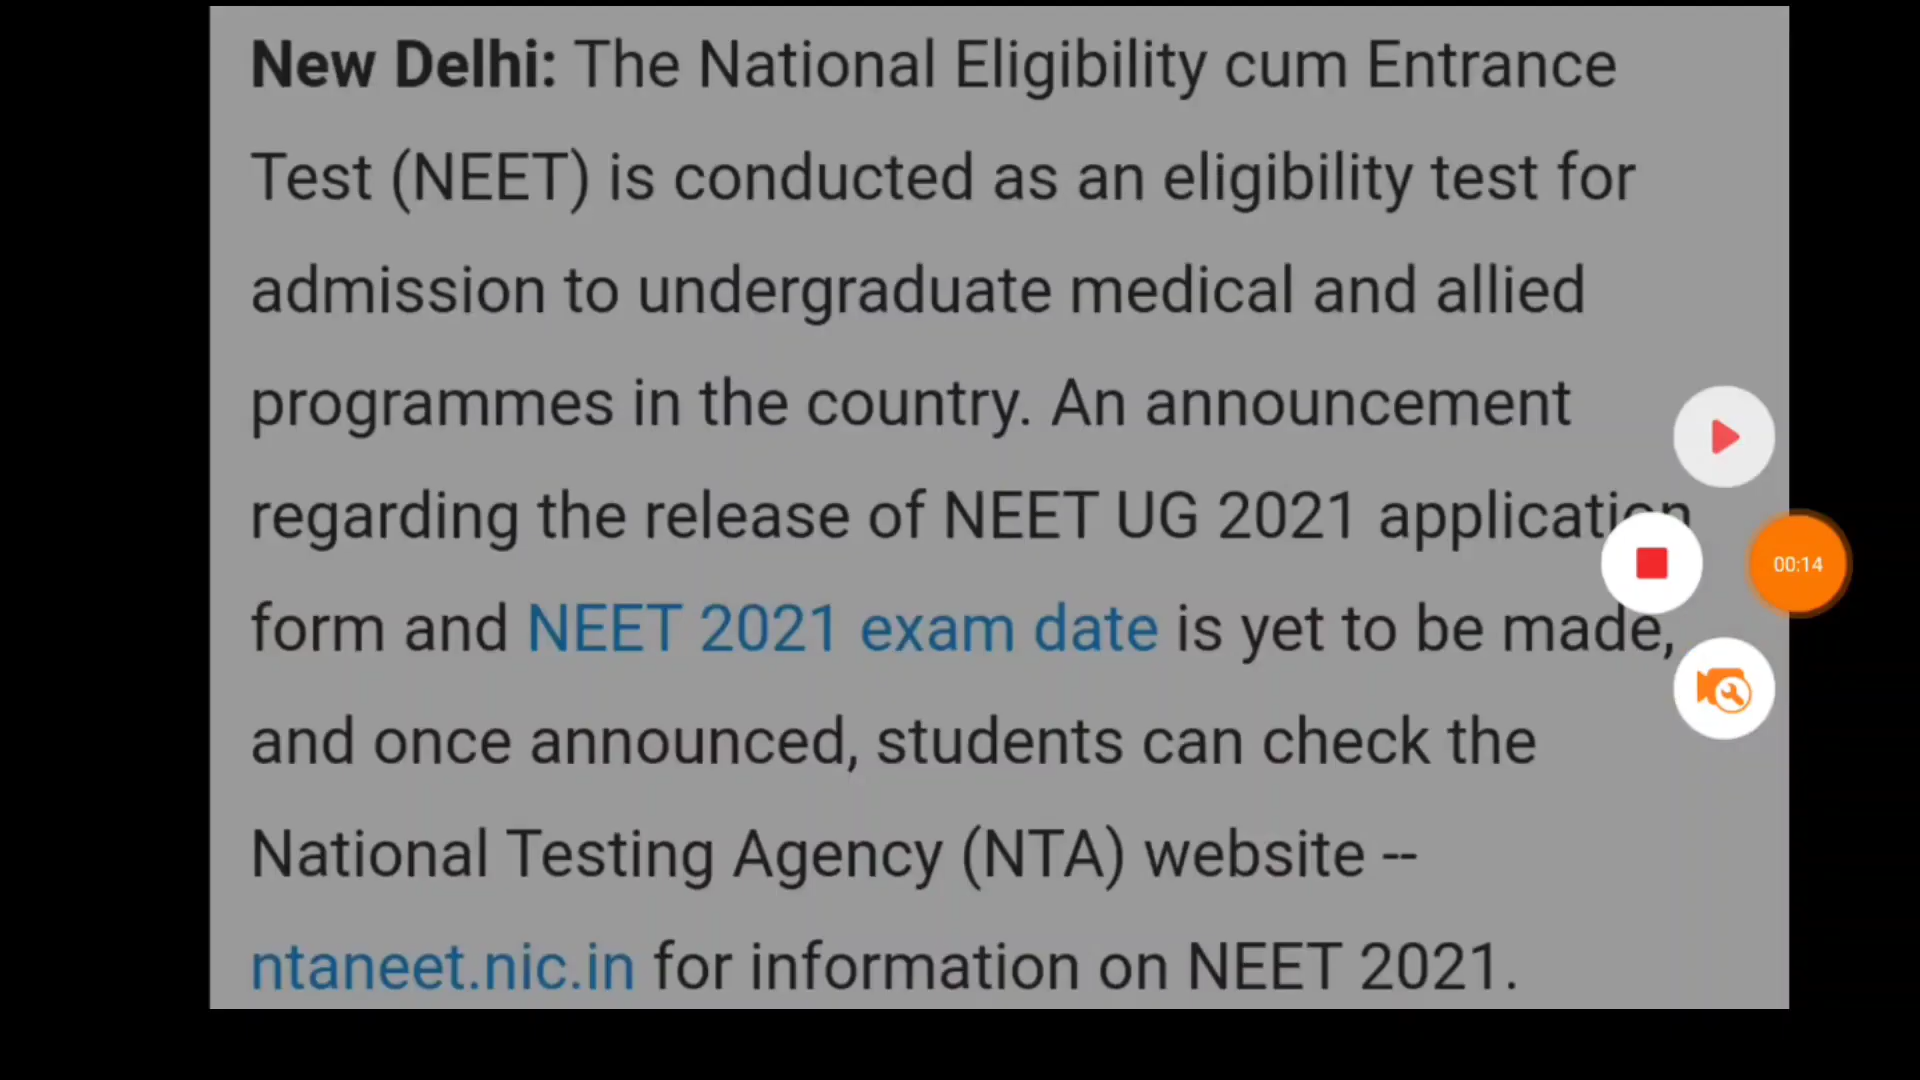 New Delhi: The National Eligibility cum Entrance
Test (NEET) is conducted as an eligibility test for
admission to undergraduate medical and allied
programmes in the country. An announcement
regarding the release of NEET UG 2021 application
form and NEET 2021 exam date is yet to be made,
and once announced, students can check the
National Testing Agency (NTA) website --
ntaneet.nic.in for information on NEET 2021.
00:14